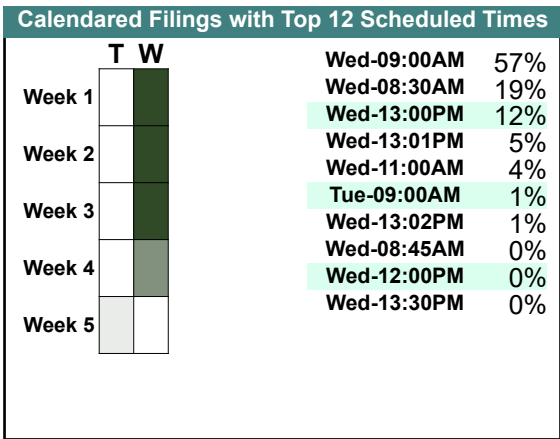 Calendared Filings with Top 12 Scheduled Times
T W
Week 1
Week 2
Week 3
Week 4
Week 5
Wed-09:00AM 57%
Wed-08:30AM 19%
Wed-13:00PM 12%
Wed-13:01PM 5%
Wed-11:00AM 4%
Tue-09:00AM 1%
Wed-13:02PM 1%
Wed-08:45AM 0%
Wed-12:00PM 0%
Wed-13:30PM 0%